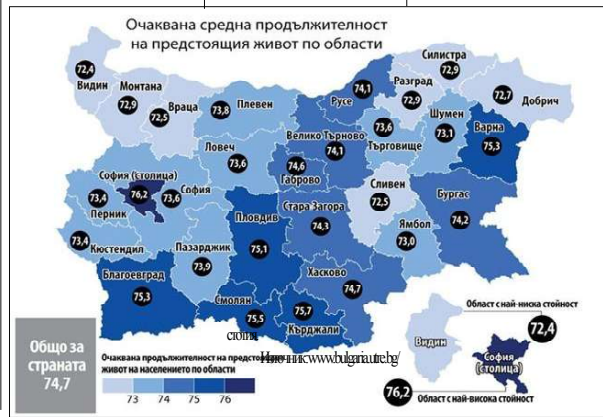 Очаквана средна продължителност
на предстоящия живот по области
72,4
Видин
Монтана
72,9
Враца
72,5
73,8
Плевен
Русе
74,1
Силистра
72,9
Разград
72,9
72,7
Добрич
Шумен
73,1
Варна
75,3
73,6
Търговище
Велико Търново
74,1
Ловеч
73,6
74,6
Габрово
София (столица)
76,2
73,6
София
73,4
Перник
73,4
Кюстендил
Пазарджик
73,9
Пловдив
75,1
Стара Загора
74,3
Сливен
72,5
Ямбол
73,0
Бургас
74,2
Хасково
74,7
Благоевград
75,3
Смолян
75,5
75,7
Кърджали
Общо за
страната
74,7
Очаквана продължителност на
живот на населението по области
73 74 75 76
Област с най-ниска стойност
72,4
Видин
София
(столица)
76,2
Област с най-висока стойност